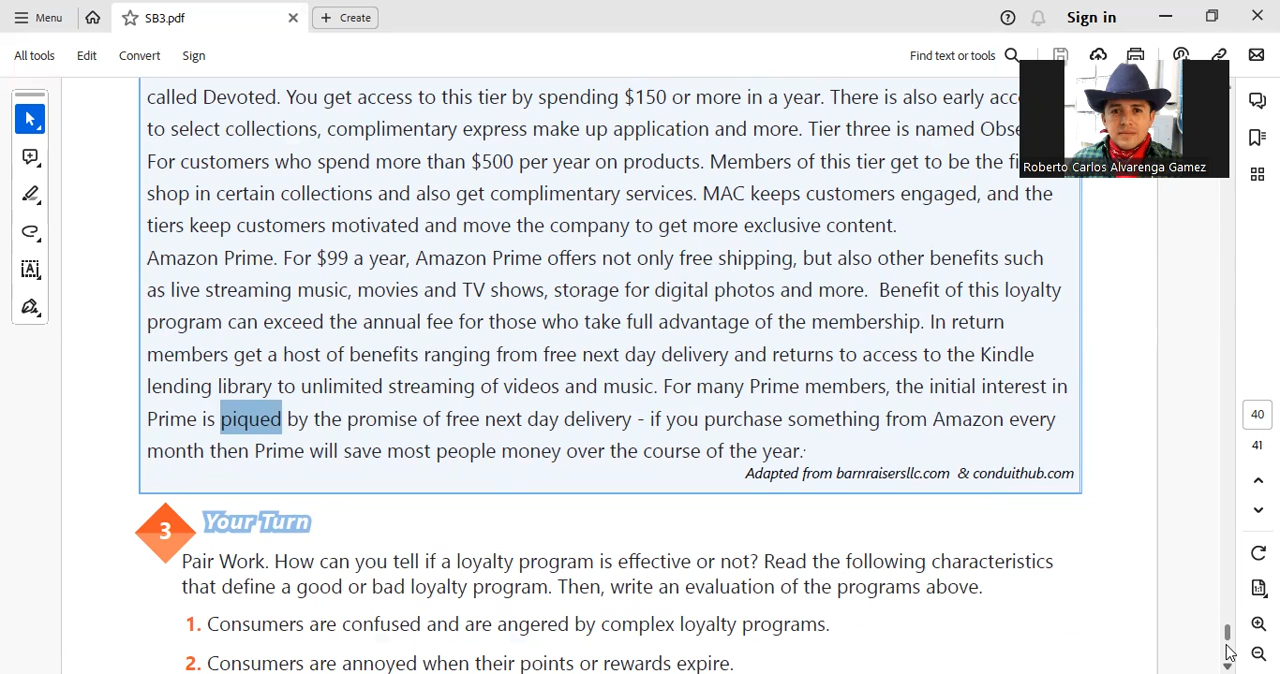 Menu
SB3.pdf
Create
Sign in
All tools
Edit
Convert
Sign
Find text or tools
called Devoted. You get access to this tier by spending $150 or more in a year. There is also early
to select collections, complimentary express make up application and more. Tier three is named
For customers who spend more than $500 per year on products. Members of this tier get to be the
shop in certain collections and also get complimentary services. MAC keeps customers engaged, and the
tiers keep customers motivated and move the company to get more exclusive content.
Amazon Prime. For $99 a year, Amazon Prime offers not only free shipping, but also other benefits such
as live streaming music, movies and TV shows, storage for digital photos and more. Benefit of this loyalty
program can exceed the annual fee for those who take full advantage of the membership. In return
members get a host of benefits ranging from free next day delivery and returns to access to the Kindle
lending library to unlimited streaming of videos and music. For many Prime members, the initial interest in
Prime is piqued by the promise of free next day delivery - if you purchase something from Amazon every
month then Prime will save most people money over the course of the year.
Adapted from barnraisersllc.com & conduithub.com
3 Your Turn
Pair Work. How can you tell if a loyalty program is effective or not? Read the following characteristics
that define a good or bad loyalty program. Then, write an evaluation of the programs above.
1. Consumers are confused and are angered by complex loyalty programs.
2. Consumers are annoyed when their points or rewards expire.
Roberto Carlos Alvarenga Gamez
40
41
1:1